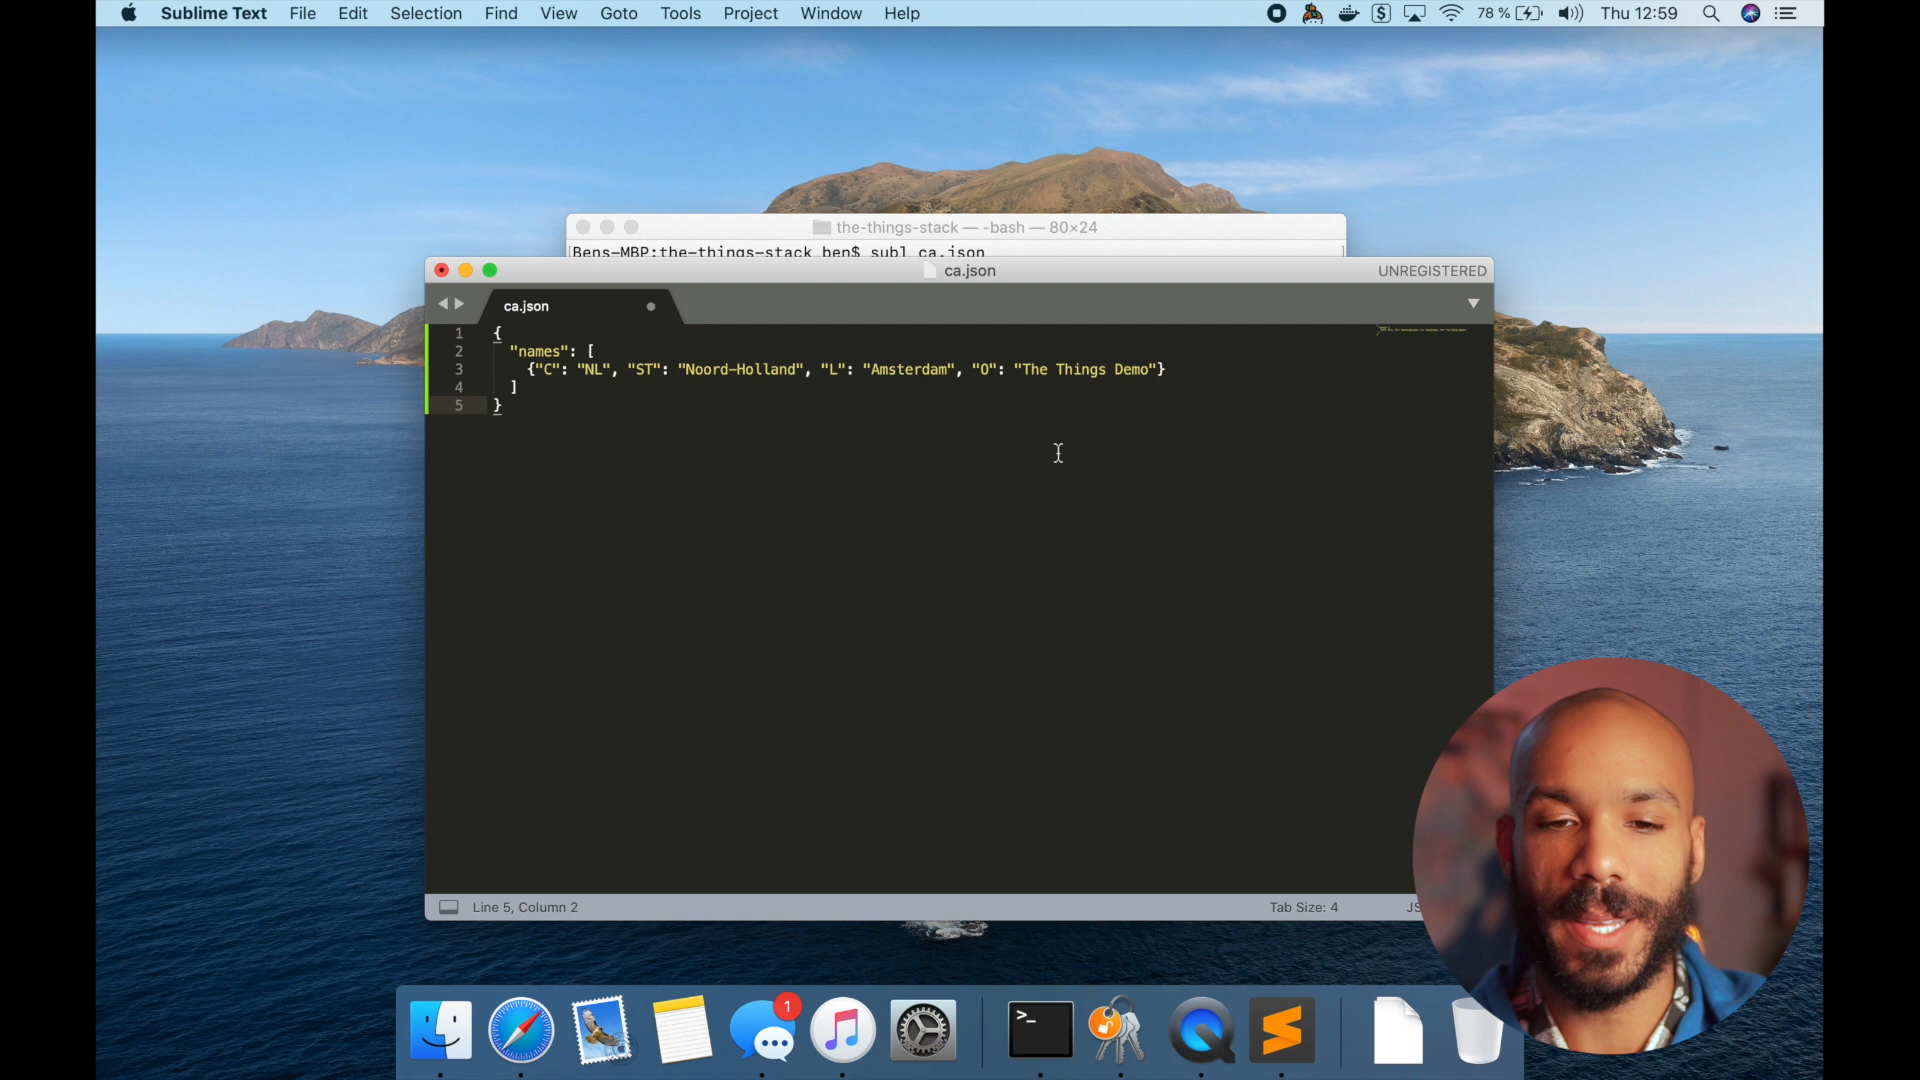 Sublime Text File Edit Selection Find View Goto Tools Project Window Help 78 % Thu 12:59
the-things-stack — -bash — 80×24
Bens-MBP:the-things-stack ben$ subl ca.json
ca.json UNREGISTERED
ca.json
1 {
2 "names": [
3 {"C": "NL", "ST": "Noord-Holland", "L": "Amsterdam", "O": "The Things Demo"}
4 ]
5 }
Line 5, Column 2 Tab Size: 4
1